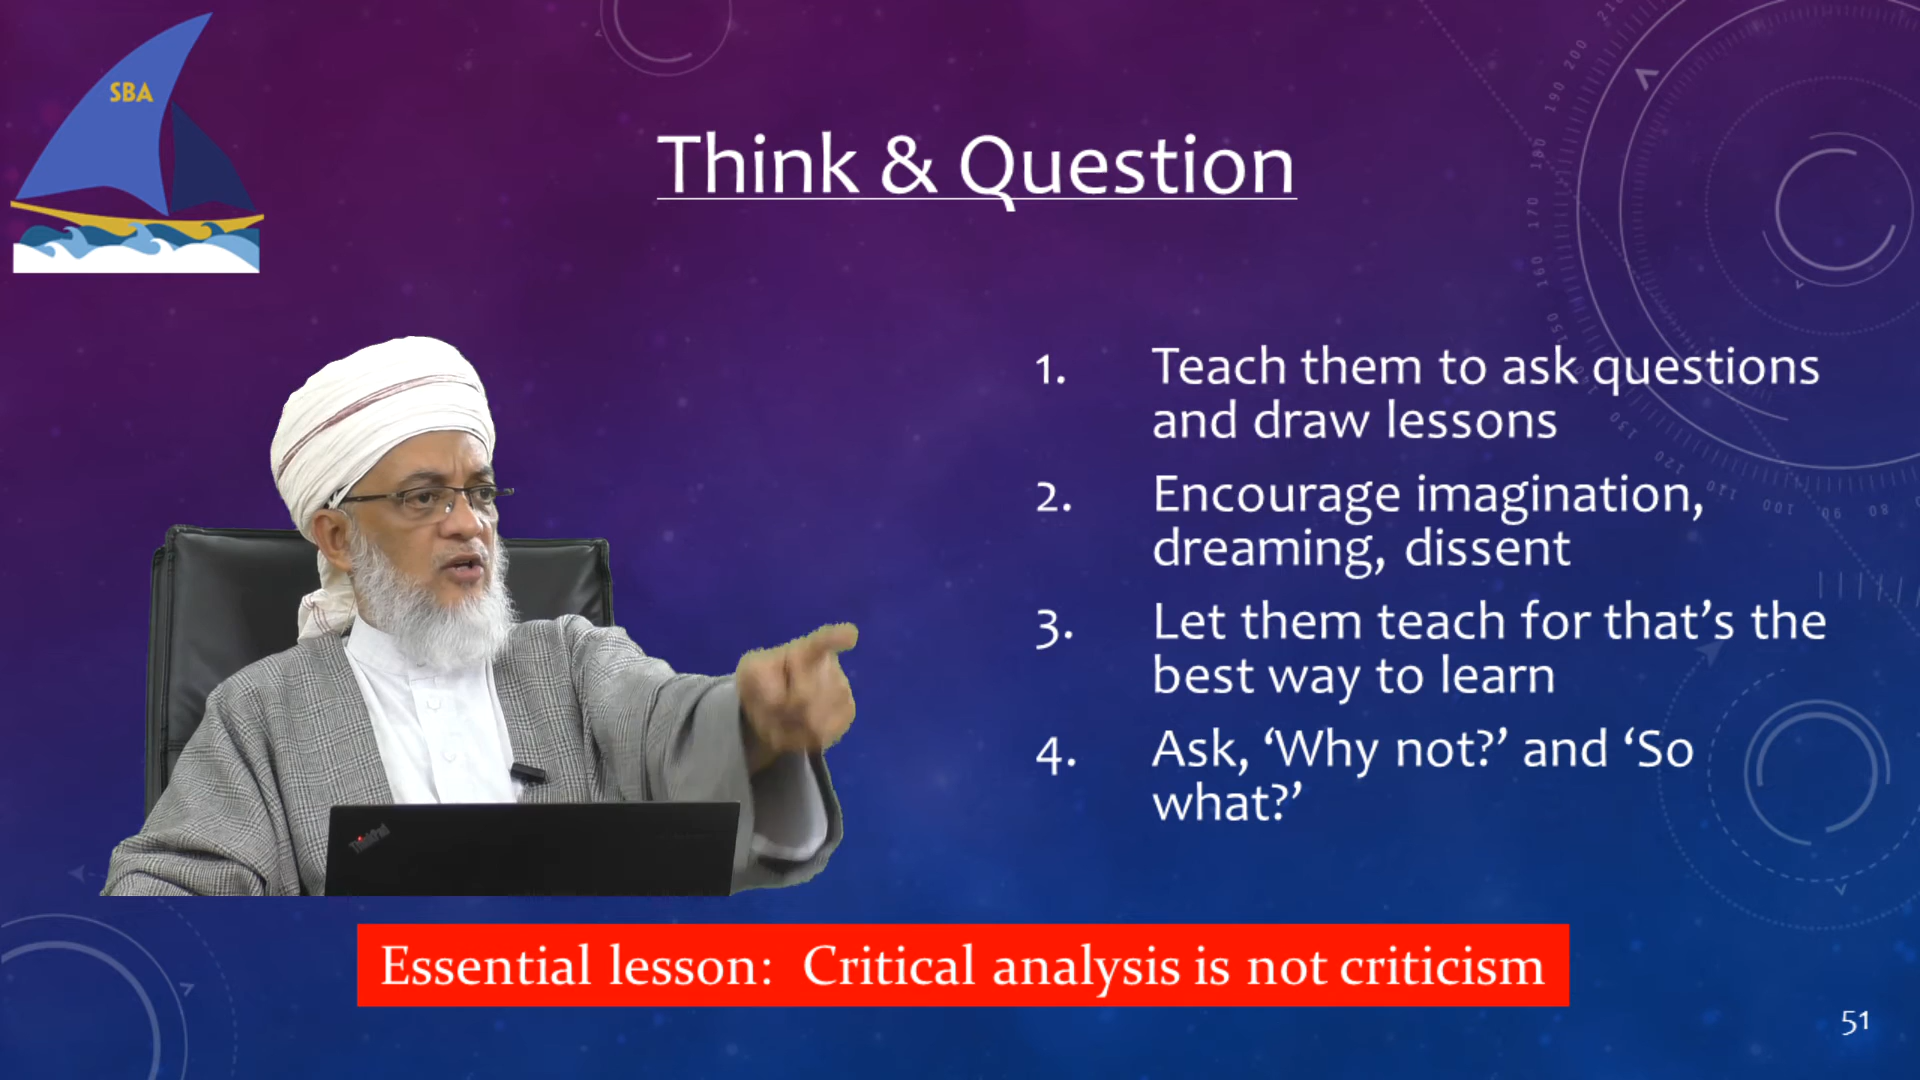 SBA
Think & Question
1. Teach them to ask questions
and draw lessons
2. Encourage imagination,
dreaming, dissent
3. Let them teach for that’s the
best way to learn
4. Ask, ‘Why not?’ and ‘So
what?’
ThinkPad
Essential lesson: Critical analysis is not criticism
51